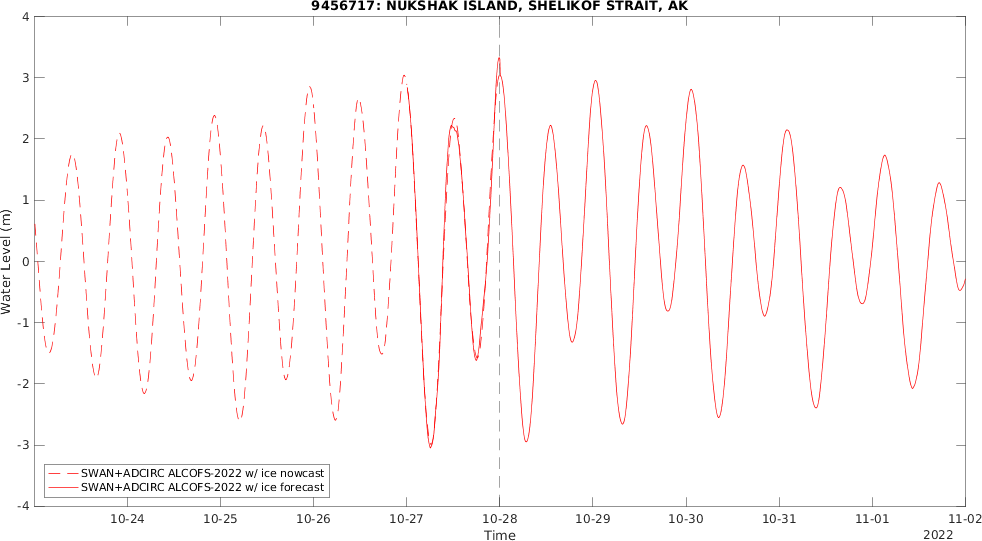 9456717: NUKSHAK ISLAND, SHELIKOF STRAIT, AK
4
3
2
1
0
-1
-2
-3
-4
Water Level (m)
SWAN+ADCIRC ALCOFS-2022 w/ ice nowcast
SWAN+ADCIRC ALCOFS-2022 w/ ice forecast
10-24 10-25 10-26 10-27 10-28 10-29 10-30 10-31 11-01 11-02
Time
2022